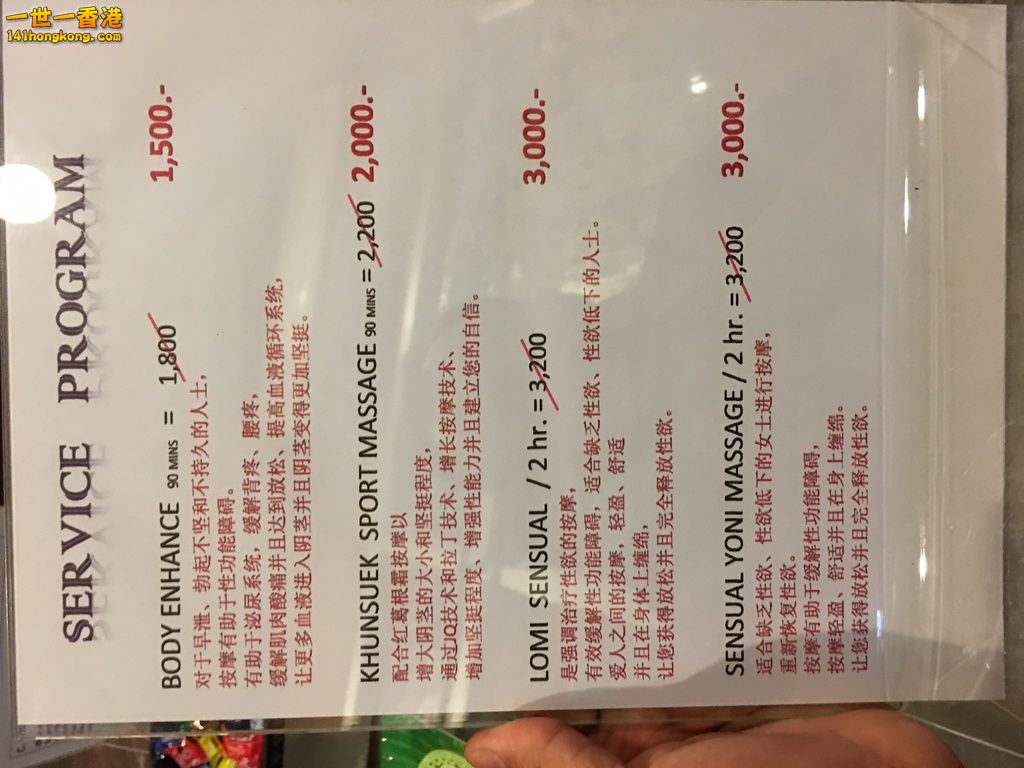 一世一香港
141hongkong.com
SERVICE PROGRAM
BODY ENHANCE 90 MINS = 1,800 1,500.-
对于早泄、勃起不坚和不持久的人士，
按摩有助于性功能障碍。
有助于泌尿系统，缓解背疼、腰疼，
缓解肌肉酸痛并且达到放松、提高血液循环系统，
让更多血液进入阴茎并且阴茎变得更加坚挺。
KHUNSUEK SPORT MASSAGE 90 MINS = 2,200 2,000.-
配合红葛根霜按摩以
增大阴茎的大小和坚挺程度，
通过JQ技术和拉丁技术、增长按摩技术、
增加坚挺程度、增强性能力并且建立您的自信。
LOMI SENSUAL / 2 hr. = 3,200 3,000.-
是强调治疗性欲的按摩，
有效缓解性功能障碍，适合缺乏性欲、性欲低下的人士。
爱人之间的按摩，轻盈、舒适
并且在身体上缠绵，
让您获得放松并且完全释放性欲。
SENSUAL YONI MASSAGE / 2 hr. = 3,200 3,000.-
适合缺乏性欲、性欲低下的女士进行按摩，
重新恢复性欲。
按摩有助于缓解性功能障碍，
按摩轻盈、舒适并且在身上缠绵。
让您获得放松并且完全释放性欲。